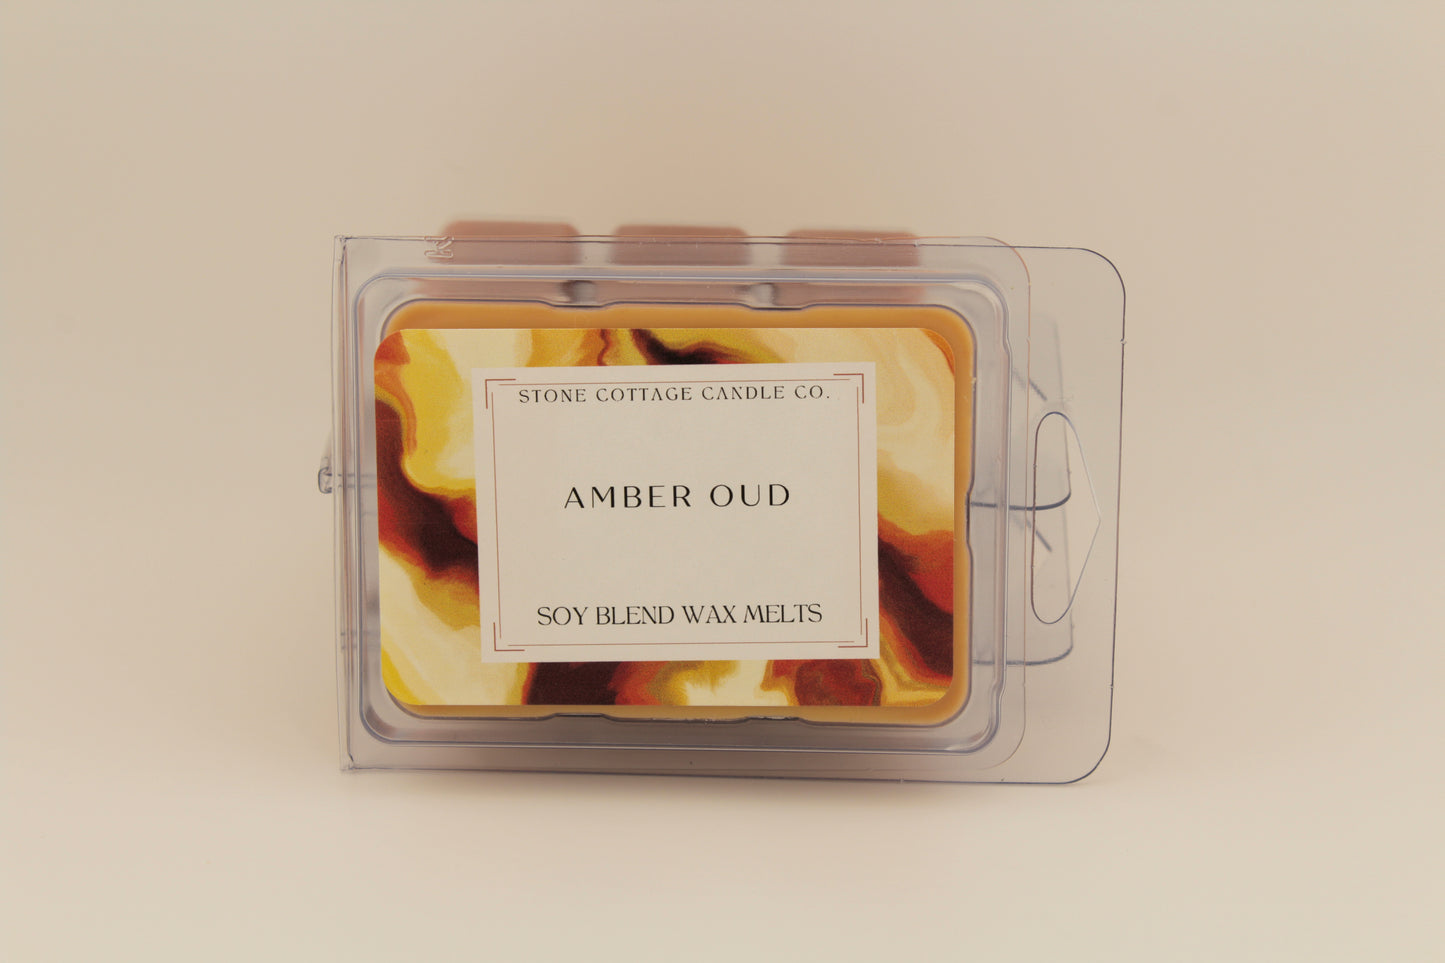 STONE COTTAGE CANDLE CO.
AMBER OUD
SOY BLEND WAX MELTS